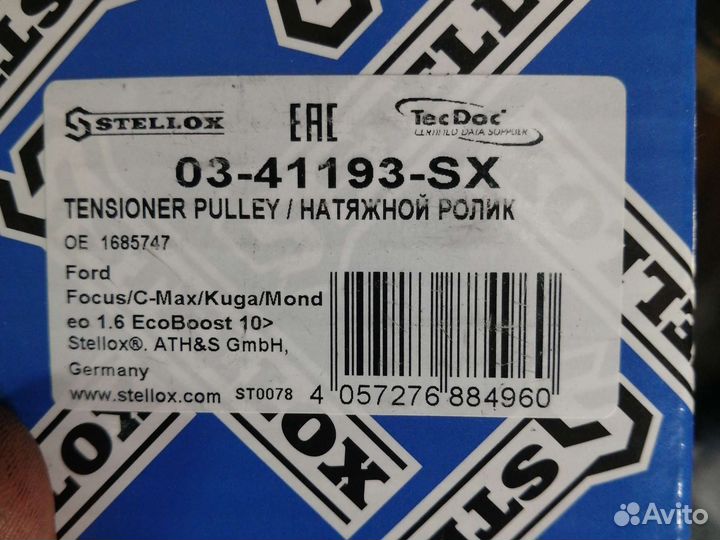 STELLOX
EAC
TecDoc
CERTIFIED DATA SUPPLIER
03-41193-SX
TENSIONER PULLEY / НАТЯЖНОЙ РОЛИК
OE 1685747
Ford
Focus/C-Max/Kuga/Mond
eo 1.6 EcoBoost 10>
Stellox®. ATH&S GmbH,
Germany
www.stellox.com ST0078
4 057276 884960
Avito